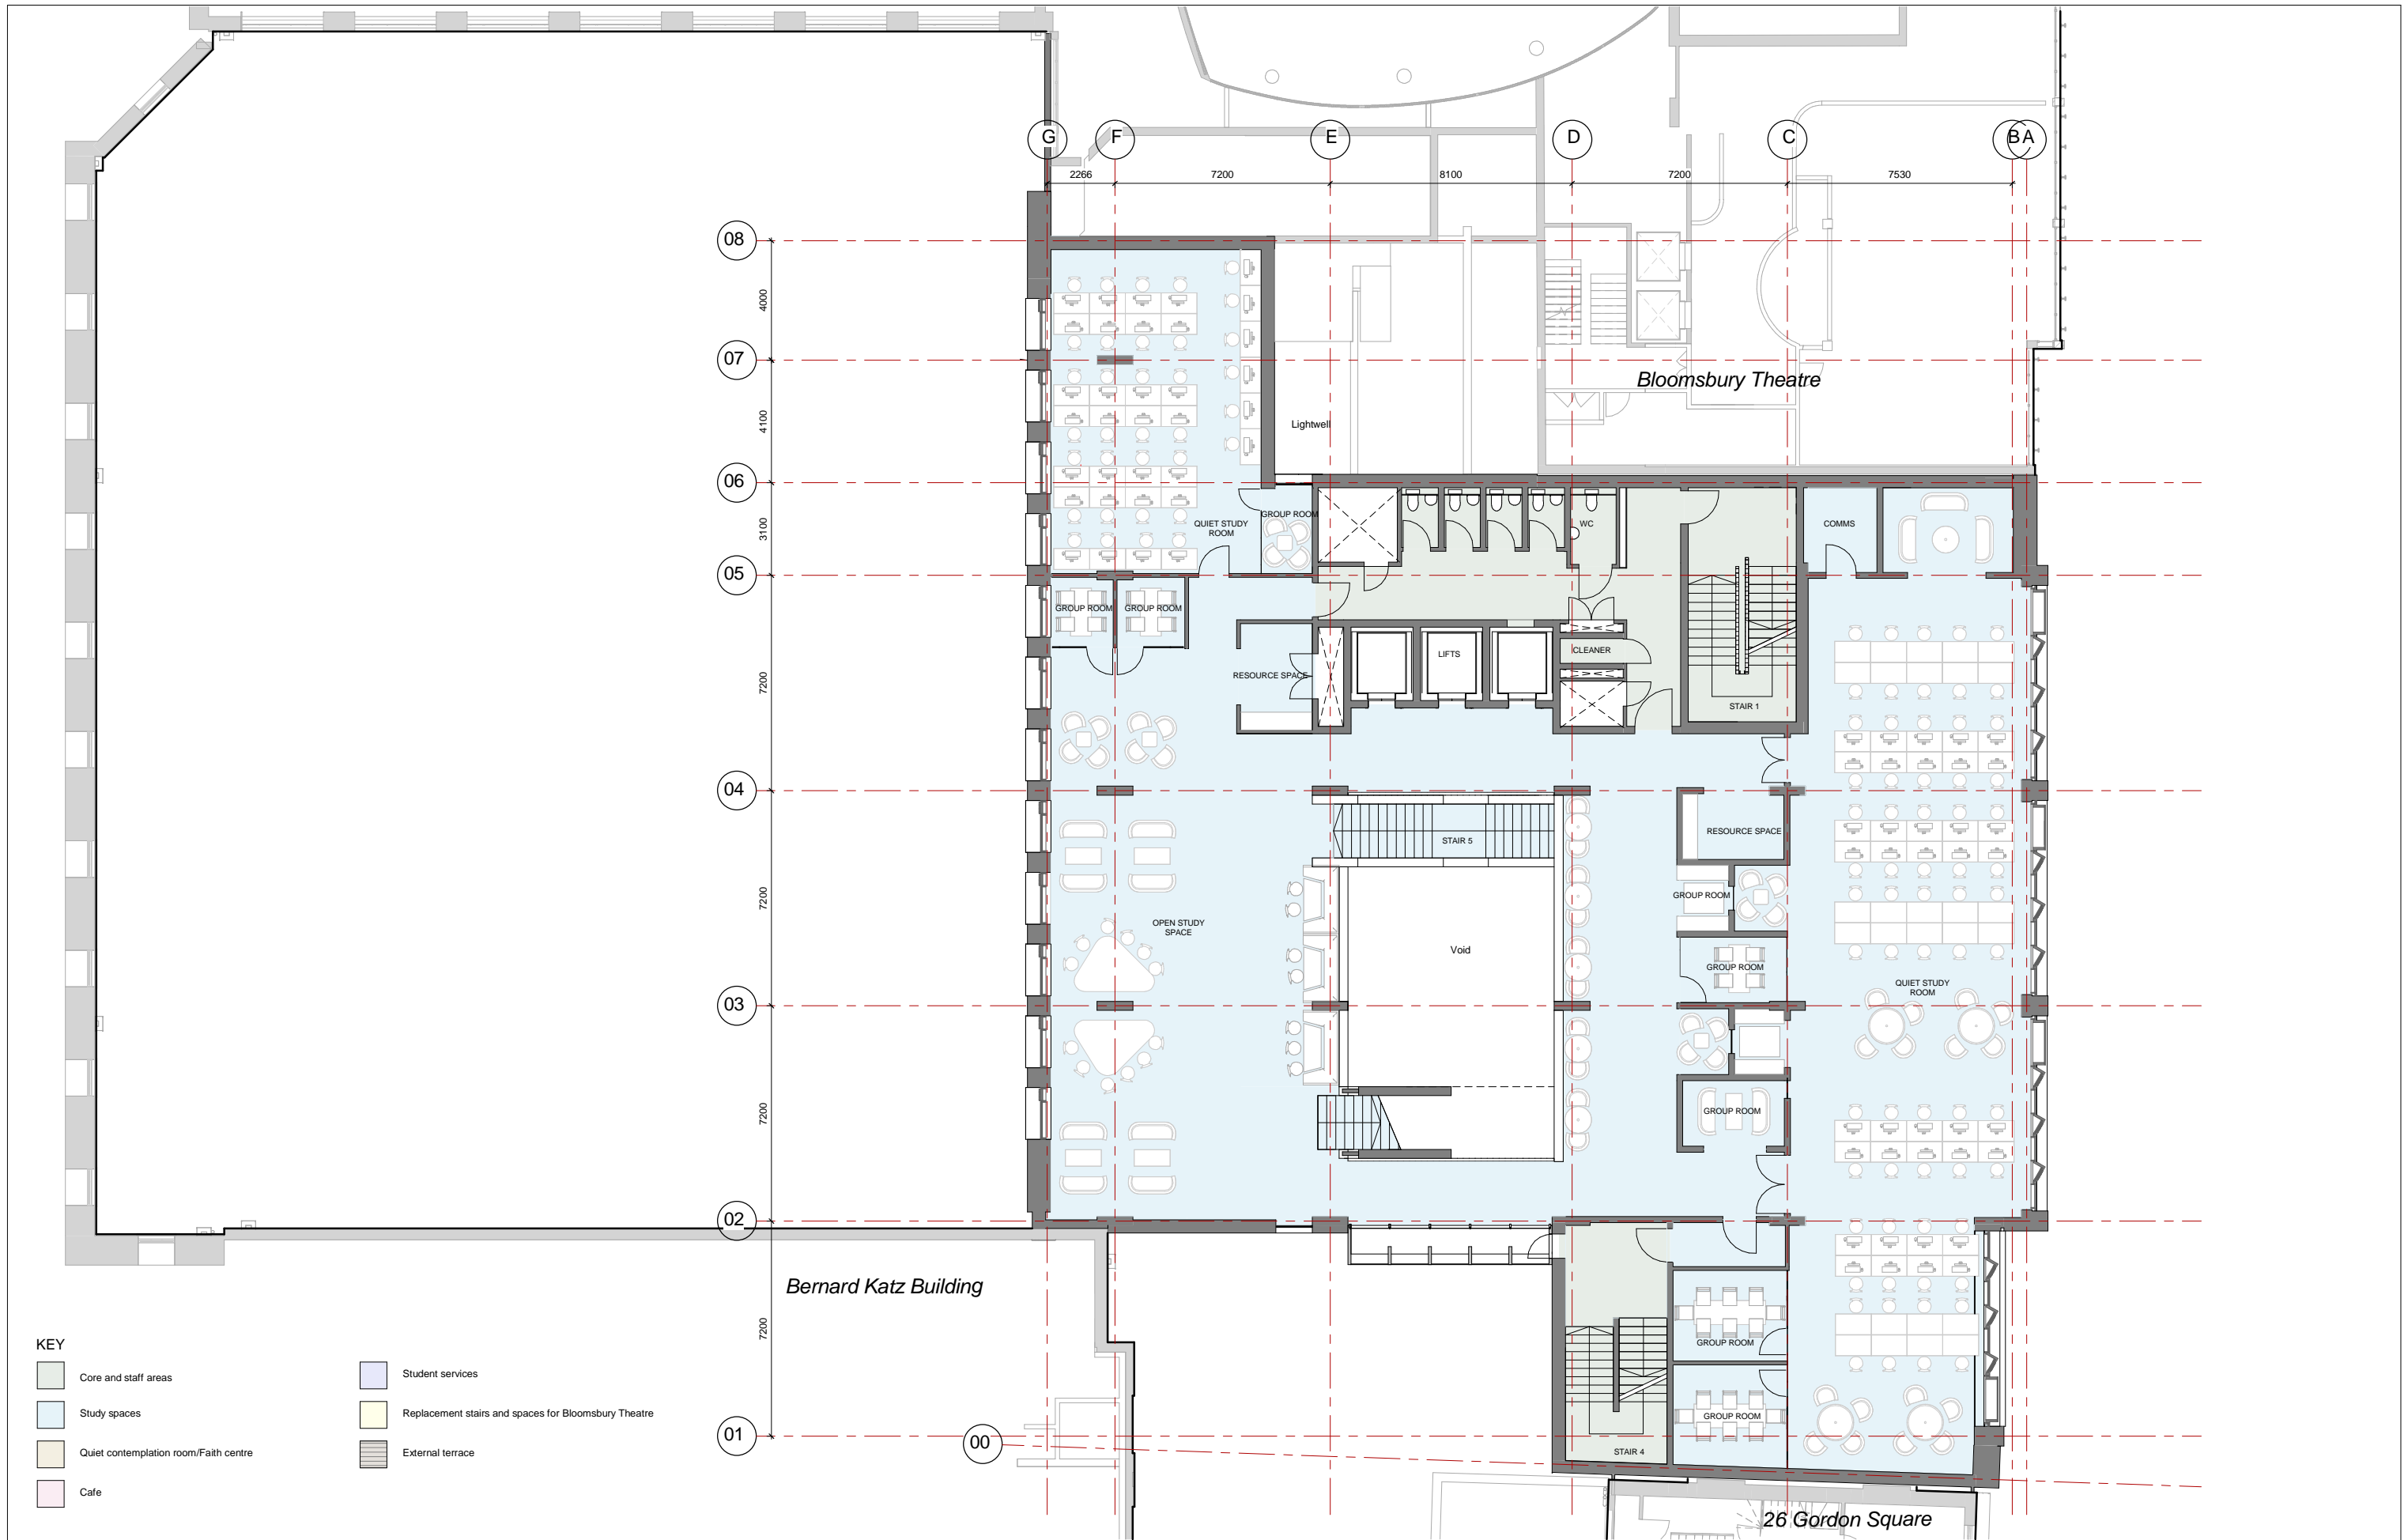 G F E D C B A
2266 7200 8100 7200 7530
08
4000
07
Bloomsbury Theatre
4100
Lightwell
06
GROUP ROOM
QUIET STUDY
ROOM
WC
COMMS
3100
05
GROUP ROOM GROUP ROOM
CLEANER
LIFTS
RESOURCE SPACE
7200
STAIR 1
04
RESOURCE SPACE
STAIR 5
GROUP ROOM
7200
OPEN STUDY
SPACE
Void
GROUP ROOM
QUIET STUDY
ROOM
03
7200
GROUP ROOM
02
Bernard Katz Building
7200
GROUP ROOM
KEY
Core and staff areas
Student services
Study spaces
Replacement stairs and spaces for Bloomsbury Theatre
GROUP ROOM
01
00
Quiet contemplation room/Faith centre
External terrace
STAIR 4
Cafe
26 Gordon Square